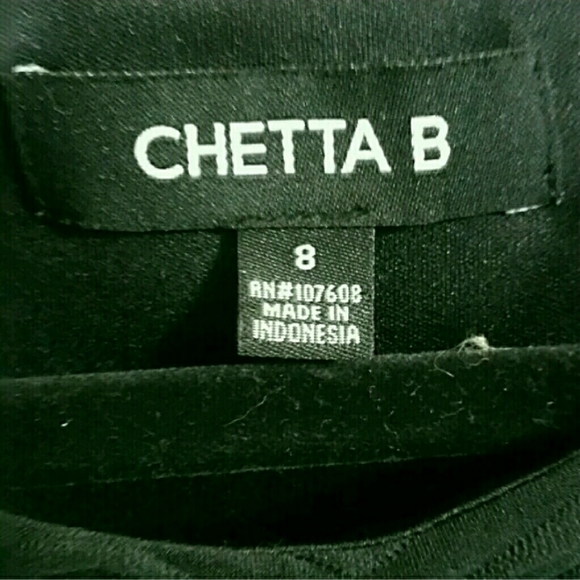 CHETTA B
8
RN#107608
MADE IN
INDONESIA